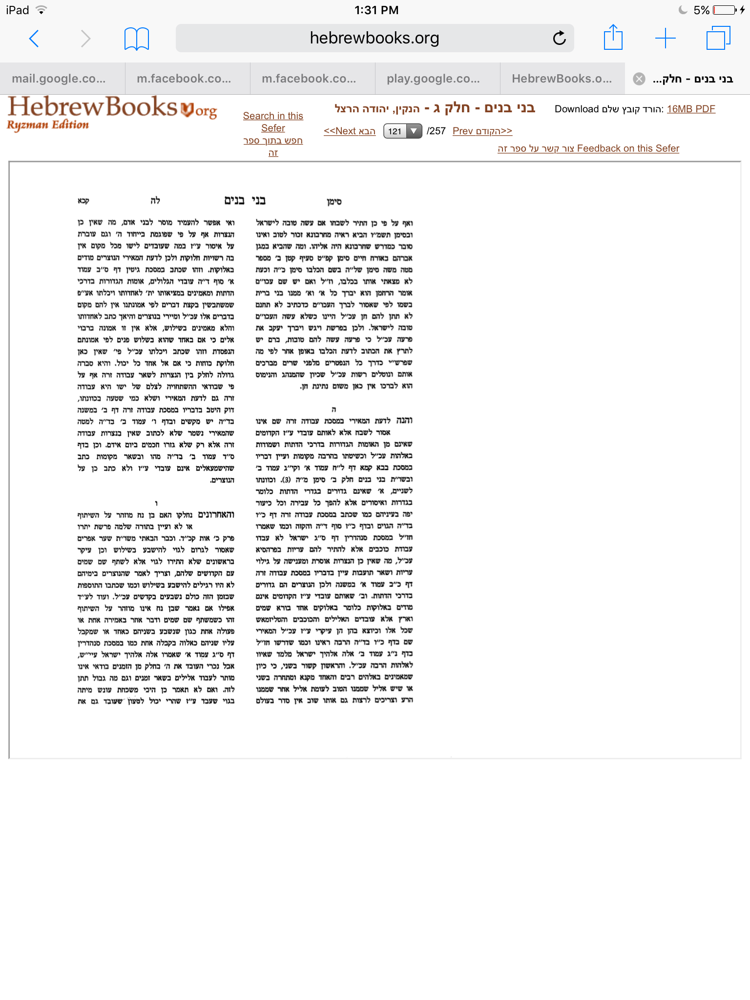 iPad
1:31 PM
5%
hebrewbooks.org
mail.google.co...
m.facebook.co...
m.facebook.co...
play.google.co...
HebrewBooks.o...
בני בנים - חלק...
HebrewBooks.org
Ryzman Edition
Search in this
Sefer
חפש בתוך ספר
זה
בני בנים - חלק ג - הנקין, יהודה הרצל
<<Next הבא 121 /257 Prev הקודם>>
Download הורד קובץ שלם: 16MB PDF
צור קשר על ספר זה Feedback on this Sefer
סימן בני בנים לה קכא
ואף על פי כן התיר לשבחו אם עשה טובה לישראל
ובסימן תשמ״ו הביא ראיה מחרבונא זכור לטוב ואינו
סובר כמדרש שחרבונא היה אליהו. ומה שהביא במגן
אברהם באורח חיים סימן קפ״ט סעיף קטן ב׳ מספר
מטה משה סימן של״ה בשם הכלבו סימן כ״ה וכעת
לא מצאתי אותו בכלבו, וז״ל ואם יש שם עכו״ם
אומר הרחמן הוא יברך כל א׳ וא׳ ממנו בני ברית
בשמו לפי שאסור לברך העכו״ם כדכתיב לא תחנם
לא תתן להם חן עכ״ל היינו כשלא עשה העכו״ם
טובה לישראל. ולכן בפרשת ויגש ויברך יעקב את
פרעה עכ״ל כי פרעה עשה להם טובות, ברם יש
לתרץ את הכתוב לדעת הכלבו באופן אחר לפי מה
שפרש״י כדרך כל הנפטרים מלפני שרים מברכים
אותם ונוטלים רשות עכ״ל שכיון שהמנהג והנימוס
הוא לברכו אין כאן משום נתינת חן.
ה
והנה לדעת המאירי במסכת עבודה זרה שם אינו
אסור לשבח אלא לאותם עובדי ע״ז הקדומים
שאינם מן האומות הגדורות בדרכי הדתות ושמודות
באלהות עכ״ל וכשיטתו בהרבה מקומות ועיין דבריו
במסכת בבא קמא דף ל״ח עמוד א׳ וקי״ג עמוד ב׳
ובשו״ת בני בנים חלק ב׳ סימן מ״ה (3). וכוונתו
לשניים, א׳ שאינם גדורים בגדרי הדתות כלומר
בגדרות ואיסורים אלא להפך כל עבירה וכל כיעור
יפה בעיניהם כמו שכתב במסכת עבודה זרה דף כ״ו
בד״ה הגוים ובדף כ״ז סוף ד״ה והקזה וכמו שאמרו
חז״ל במסכת סנהדרין דף ס״ג ישראל לא עבדו
עבודת כוכבים אלא להתיר להם עריות בפרהסיא
עכ״ל, מה שאין כן הנצרות אוסרת ומענישה על גילוי
עריות ושאר תועבות עיין בדבריו במסכת עבודה זרה
דף כ״ב עמוד א׳ במשנה ולכן הנוצרים הם גדורים
בדרכי הדתות. וב׳ שאותם עובדי ע״ז הקדומים אינם
מודים באלוקות כלומר באלוקים אחד בורא שמים
וארץ אלא עובדים האלילים והכוכבים והטליזמאש
שכל אלו וכיוצא בהן הן עיקרי ע״ז עכ״ל המאירי
שם בדף כ״ו בד״ה הרבה ראינו וכמו שדרשו חז״ל
בדף נ״ג עמוד ב׳ אלה אלהיך ישראל מלמד שאיוו
לאלהות הרבה עכ״ל. והראשון קשור בשני, כי כיון
שמאמינים באלהים רבים והאחד מקנא ומתחרה בשני
או שיש אליל שממנו הטוב לעומת אליל אחר שממנו
הרע וצריכים לרצות גם אותו שוב אין סדר בעולם
ואי אפשר להעמיד מוסר לבני אדם, מה שאין כן
הנצרות אף על פי שפוגמת בייחוד ה׳ וגם עוברת
על איסור ע״ז במה שעובדים לישו מכל מקום אין
בה רשויות חלוקות ולכן לדעת המאירי הנוצרים מודים
באלוקות. וזהו שכתב במסכת גיטין דף ס״ב עמוד
א׳ סוף ד״ה עובדי הגלולים, אומות הגדורות בדרכי
הדתות ומאמינים במציאותו ית׳ לאחדותו ויכלתו אע״פ
שמשתבשין בקצת דברים לפי אמונתנו אין להם מקום
בדברים אלו עכ״ל ומיירי בנוצרים והיאך כתב לאחדותו
והלא מאמינים בשילוש, אלא אין זו אמונה ברבוי
אלים כי אם באחד שהוא בשלוש פנים לפי אמונתם
הנפסדת וזהו שכתב ויכלתו עכ״ל פי׳ שאין כאן
חלוקת כוחות כי אם אל אחד כל יכול. והיא סברה
גדולה לחלק בין הנצרות לשאר עבודה זרה אף על
פי שבודאי ההשתחויה לצלם של ישו היא עבודה
זרה גם לדעת המאירי ושלא כמי שטעה בכוונתו,
דוק היטב בדבריו במסכת עבודה זרה דף ב׳ במשנה
בד״ה יש מקשים ובדף ו׳ עמוד ב׳ בד״ה למטה
שהמאירי נשמר שלא לכתוב שאין בנצרות עבודה
זרה אלא רק שלא גזרו חכמים ביום אידם. וכן בדף
ס״ד עמוד ב׳ בד״ה מהו ובשאר מקומות כתב
שהישמעאלים אינם עובדי ע״ז ולא כתב כן על
הנוצרים.
ו
והאחרונים נחלקו האם בן נח מוזהר על השיתוף
או לא ועיין בתורה שלמה פרשת יתרו
פרק כ׳ אות קכ״ד. וכבר הבאתי משו״ת שער אפרים
שאסור לגרום לגוי להישבע בשילוש וכן עיקר
בראשונים שלא התירו לגוי אלא לשתף שם שמים
עם הקדושים שלהם, וצריך לאמר שהנוצרים בימיהם
לא היו רגילים להישבע בשילוש וכמו שכתבו התוספות
שבזמן הזה כולם נשבעים בקדשים עכ״ל. ועוד לע״ד
אפילו אם נאמר שבן נח אינו מוזהר על השיתוף
זהו כשמשתף שם שמים ודבר אחר באמירה אחת או
פעולה אחת כגון שנשבע בשניהם כאחד או שמקבל
עליו שניהם כאלוה בקבלה אחת כמו במסכת סנהדרין
דף ס״ג עמוד א׳ שאמרו אלה אלהיך ישראל עיי״ש,
אבל נכרי העובד את ה׳ בחלק מן הזמנים בודאי אינו
מותר לעבוד אלילים בשאר זמנים וגם מה גבול תתן
לזה. ואם לא תאמר כן היכי משכחת עונש מיתה
בגוי שעבד ע״ז שהרי יכול לטעון שעובד גם את